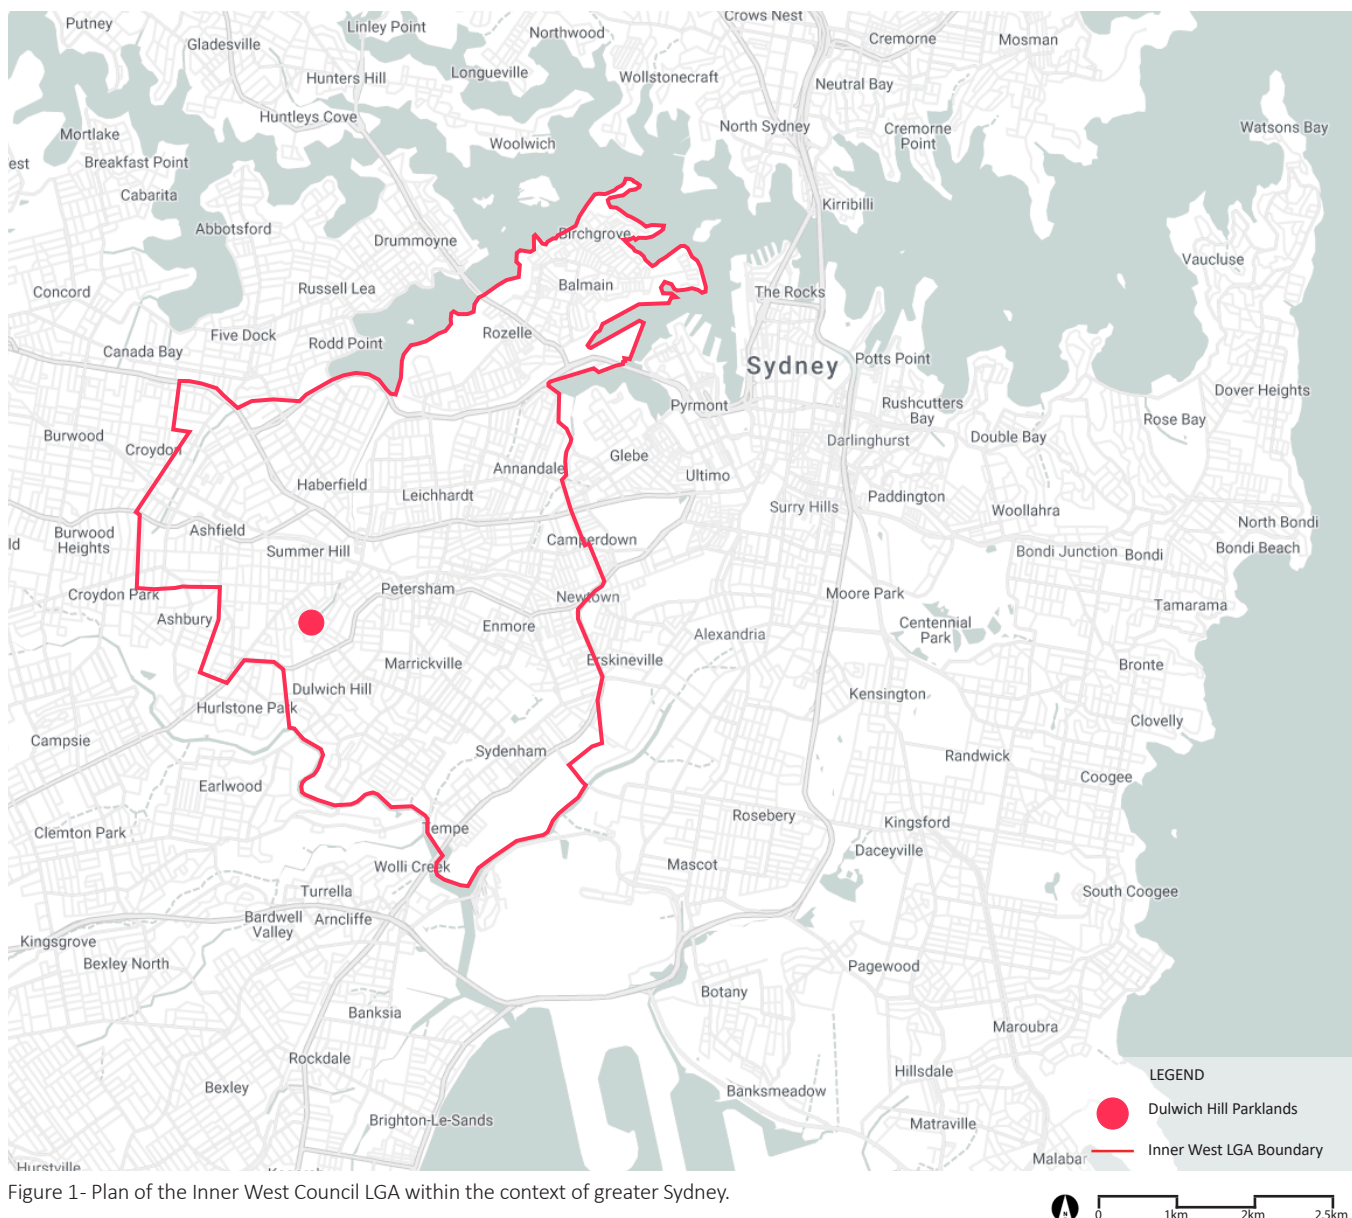 Putney
Linley Point
Northwood
Crows Nest
Cremorne
Mosman
Gladesville
Hunters Hill
Longueville
Wollstonecraft
Neutral Bay
Huntleys Cove
North Sydney
Cremorne
Point
Watsons Bay
Mortlake
Woolwich
est
Breakfast Point
Cabarita
Kirribilli
Abbotsford
Drummoyne
Birchgrove
Vaucluse
Concord
Russell Lea
Balmain
The Rocks
Five Dock
Rodd Point
Rozelle
Canada Bay
Sydney
Potts Point
Dover Heights
Pyrmont
Rushcutters
Bay
Rose Bay
Burwood
Croydon
Darlinghurst
Double Bay
Glebe
Annandale
Ultimo
Haberfield
Leichhardt
Paddington
Surry Hills
Woollahra
Burwood
Heights
ld
Ashfield
Summer Hill
Camperdown
North Bondi
Bondi Junction
Bondi
Bondi Beach
Croydon Park
Petersham
Newtown
Moore Park
Tamarama
Ashbury
Enmore
Alexandria
Centennial
Park
Marrickville
Erskineville
Bronte
Dulwich Hill
Kensington
Hurlstone Park
Clovelly
Campsie
Sydenham
Randwick
Earlwood
Coogee
Rosebery
Kingsford
Clemton Park
Tempe
Daceyville
Wolli Creek
Mascot
Turrella
South Coogee
Bardwell
Valley
Arncliffe
Kingsgrove
Bexley North
Pagewood
Botany
Banksia
Maroubra
Rockdale
Hillsdale
Bexley
Banksmeadow
Brighton-Le-Sands
Matraville
Malabar
Hurstville
LEGEND
Dulwich Hill Parklands
Inner West LGA Boundary
Figure 1- Plan of the Inner West Council LGA within the context of greater Sydney.
N
0 1km 2km 2.5km